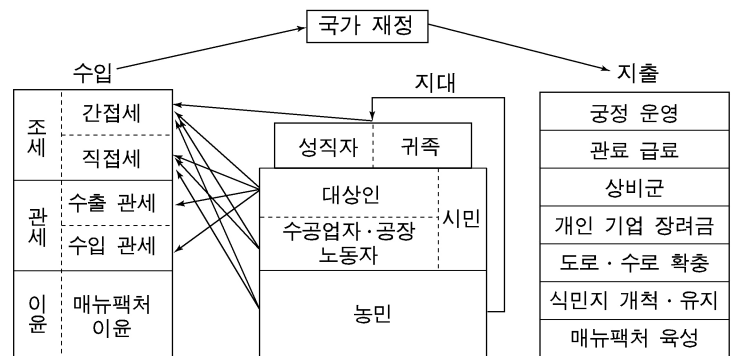 국가 재정
수입
지출
지대
조세
간접세
직접세
관세
수출 관세
수입 관세
이윤
매뉴팩처
이윤
성직자
귀족
대상인
수공업자·공장
노동자
시민
농민
궁정 운영
관료 급료
상비군
개인 기업 장려금
도로·수로 확충
식민지 개척·유지
매뉴팩처 육성